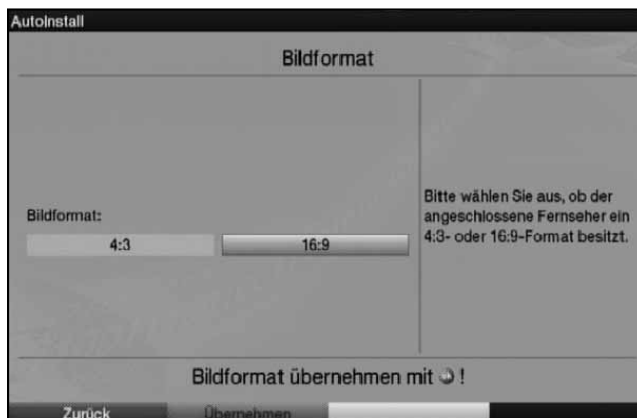 AutoInstall
Bildformat
Bildformat:
4:3
16:9
Bitte wählen Sie aus, ob der
angeschlossene Fernseher ein
4:3- oder 16:9-Format besitzt.
Bildformat übernehmen mit !
Zurück
Übernehmen